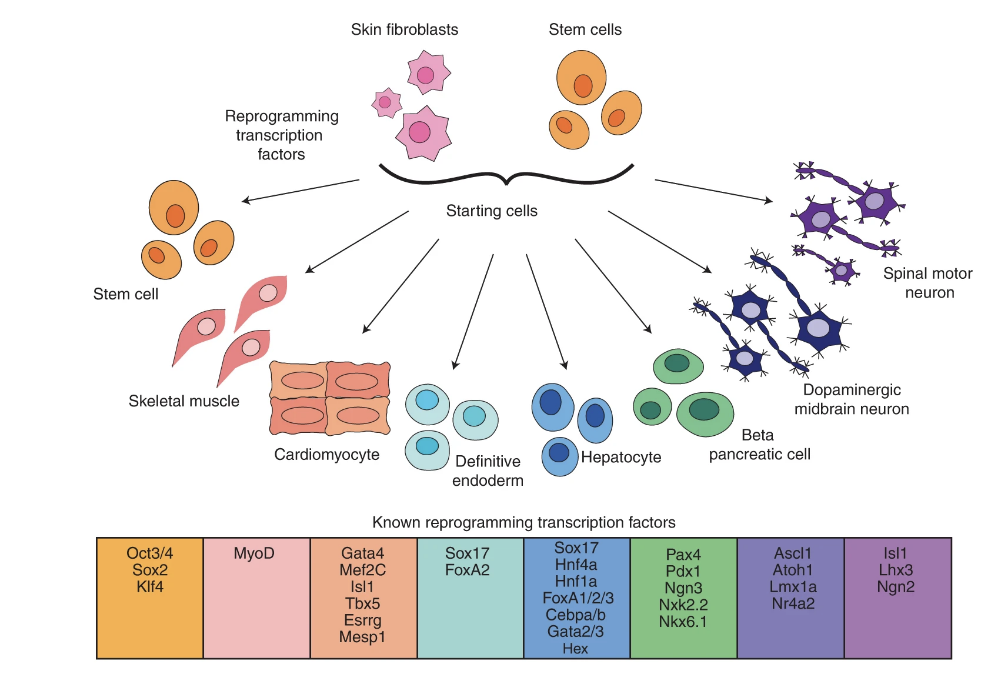 Skin fibroblasts
Stem cells
Reprogramming
transcription
factors
Starting cells
Stem cell
Skeletal muscle
Cardiomyocyte
Definitive
endoderm
Hepatocyte
Beta
pancreatic cell
Dopaminergic
midbrain neuron
Spinal motor
neuron
Known reprogramming transcription factors
Oct3/4
Sox2
Klf4
MyoD
Gata4
Mef2C
Isl1
Tbx5
Esrrg
Mesp1
Sox17
FoxA2
Sox17
Hnf4a
Hnf1a
FoxA1/2/3
Cebpa/b
Gata2/3
Hex
Pax4
Pdx1
Ngn3
Nxk2.2
Nkx6.1
Ascl1
Atoh1
Lmx1a
Nr4a2
Isl1
Lhx3
Ngn2